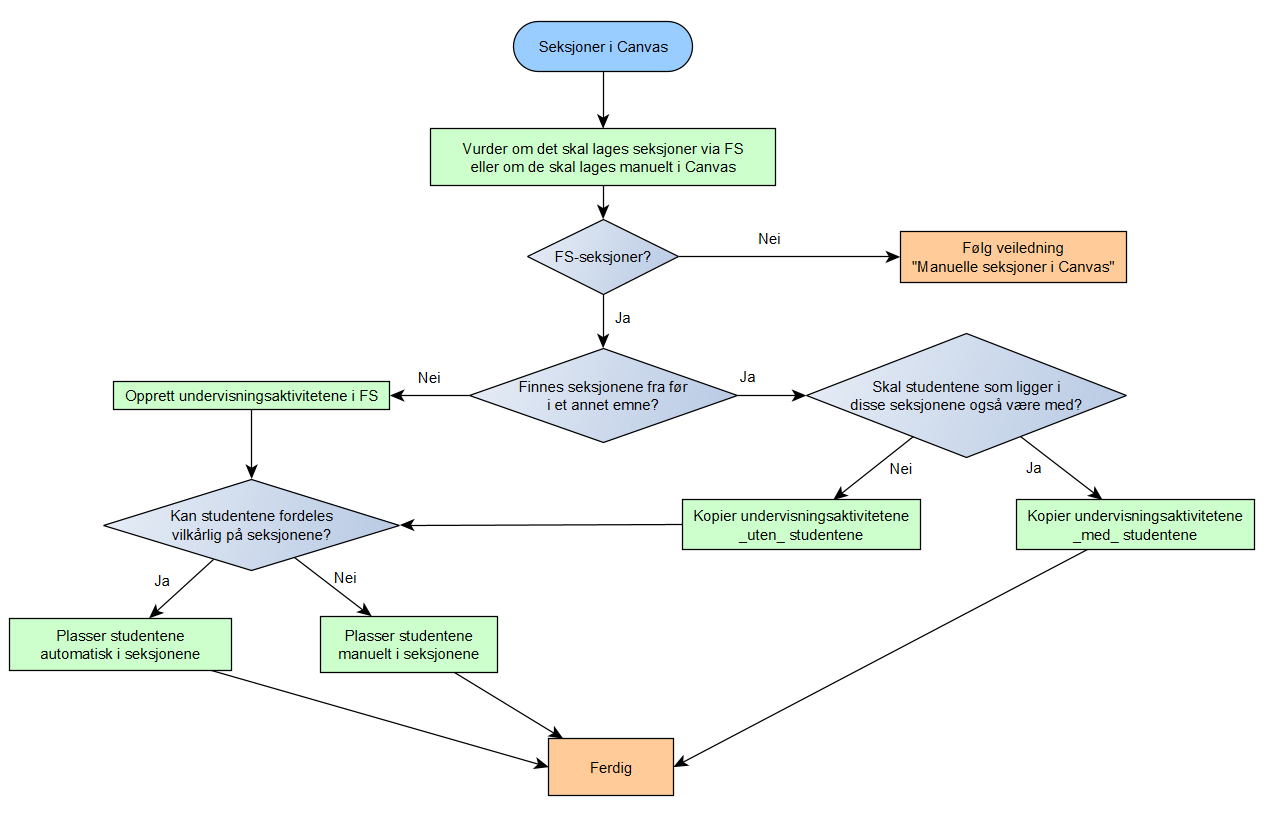 Seksjoner i Canvas
Vurder om det skal lages seksjoner via FS
eller om de skal lages manuelt i Canvas
FS-seksjoner?
Nei
Følg veiledning
"Manuelle seksjoner i Canvas"
Ja
Finnes seksjonene fra før
i et annet emne?
Nei
Opprett undervisningsaktivitetene i FS
Ja
Skal studentene som ligger i
disse seksjonene også være med?
Nei
Ja
Kopier undervisningsaktivitetene
_uten_ studentene
Kopier undervisningsaktivitetene
_med_ studentene
Kan studentene fordeles
vilkårlig på seksjonene?
Ja
Nei
Plasser studentene
automatisk i seksjonene
Plasser studentene
manuelt i seksjonene
Ferdig